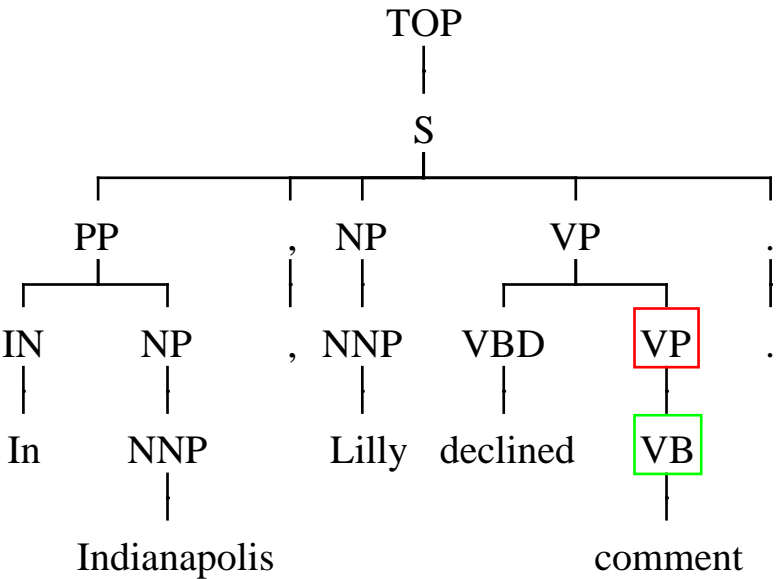 TOP
S
PP , NP VP .
IN NP , NNP VBD VP .
In NNP Lilly declined VB
Indianapolis comment